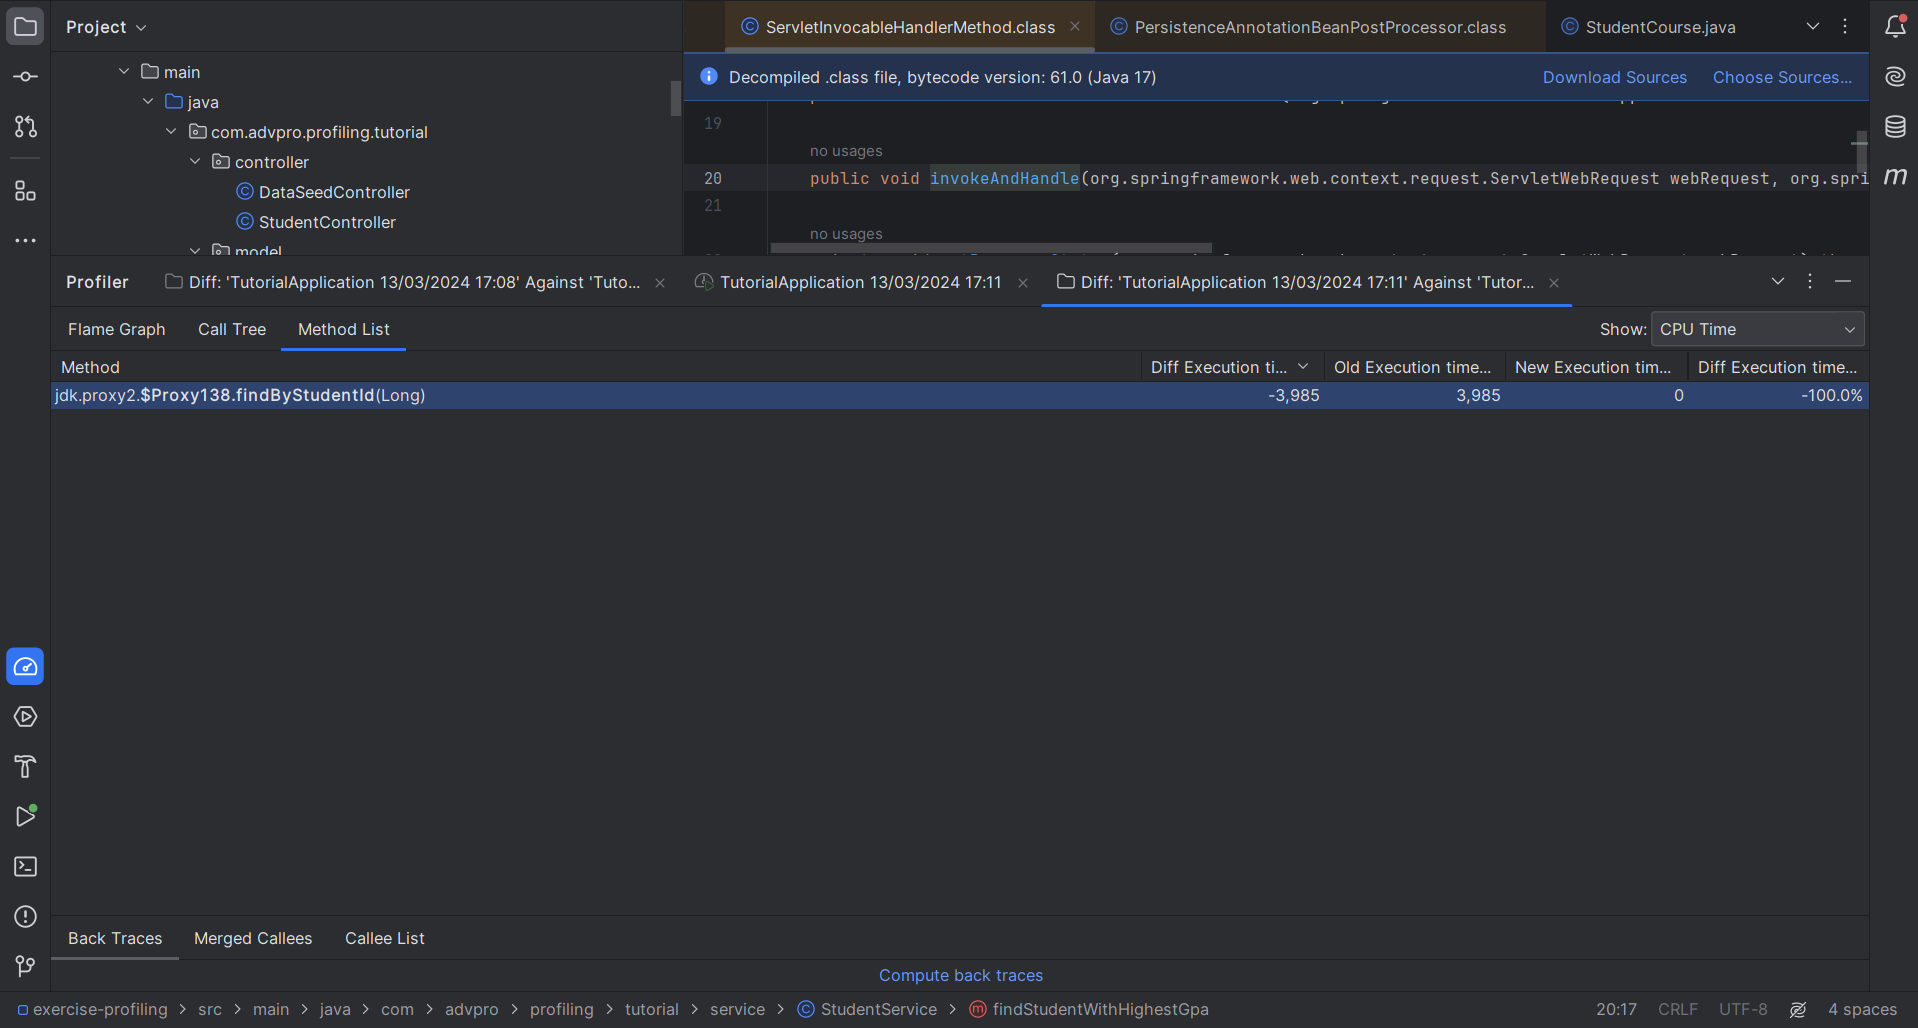 Project
main
java
com.advpro.profiling.tutorial
controller
DataSeedController
StudentController
model
ServletInvocableHandlerMethod.class
PersistenceAnnotationBeanPostProcessor.class
StudentCourse.java
Decompiled .class file, bytecode version: 61.0 (Java 17)
Download Sources
Choose Sources...
19
no usages
20 public void invokeAndHandle(org.springframework.web.context.request.ServletWebRequest webRequest, org.spri
21
no usages
Profiler
Diff: 'TutorialApplication 13/03/2024 17:08' Against 'Tuto...
TutorialApplication 13/03/2024 17:11
Diff: 'TutorialApplication 13/03/2024 17:11' Against 'Tutor...
Flame Graph Call Tree Method List
Show: CPU Time
Method Diff Execution ti... Old Execution time... New Execution tim... Diff Execution time...
jdk.proxy2.$Proxy138.findByStudentId(Long) -3,985 3,985 0 -100.0%
Back Traces Merged Callees Callee List
Compute back traces
exercise-profiling > src > main > java > com > advpro > profiling > tutorial > service > StudentService > findStudentWithHighestGpa
20:17 CRLF UTF-8 4 spaces